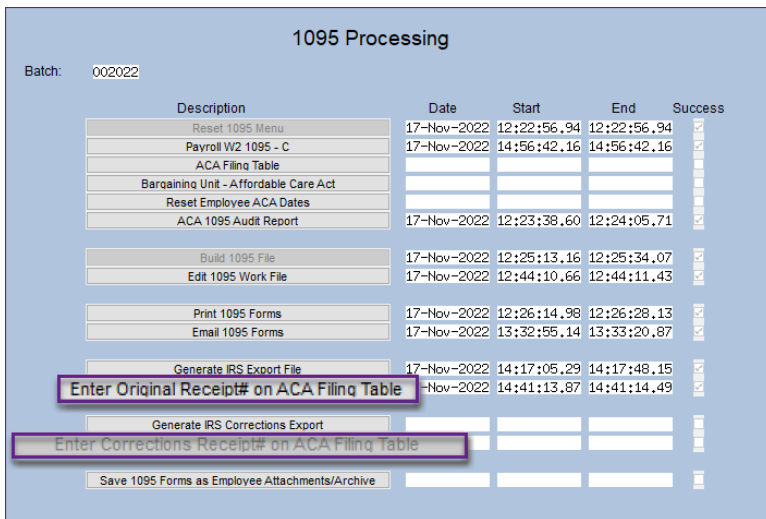 1095 Processing
Batch: 002022
Description Date Start End Success
Reset 1095 Menu 17-Nov-2022 12:22:56.94 12:22:56.94
Payroll W2 1095 - C 17-Nov-2022 14:56:42.16 14:56:42.16
ACA Filing Table
Bargaining Unit - Affordable Care Act
Reset Employee ACA Dates
ACA 1095 Audit Report 17-Nov-2022 12:23:38.60 12:24:05.71
Build 1095 File 17-Nov-2022 12:25:13.16 12:25:34.07
Edit 1095 Work File 17-Nov-2022 12:44:10.66 12:44:11.43
Print 1095 Forms 17-Nov-2022 12:26:14.98 12:26:28.13
Email 1095 Forms 17-Nov-2022 13:32:55.14 13:33:20.87
Generate IRS Export File 17-Nov-2022 14:17:05.29 14:17:48.15
Enter Original Receipt# on ACA Filing Table -Nov-2022 14:41:13.87 14:41:14.49
Generate IRS Corrections Export
Enter Corrections Receipt# on ACA Filing Table
Save 1095 Forms as Employee Attachments/Archive